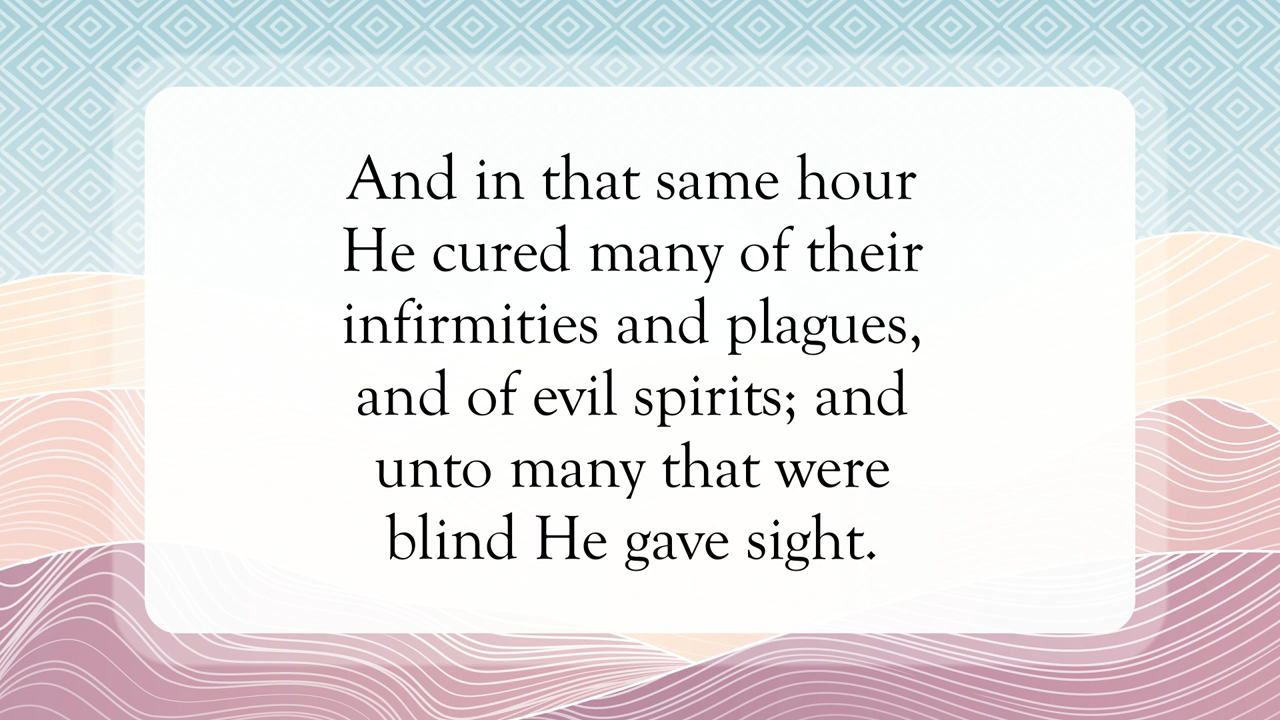 And in that same hour
He cured many of their
infirmities and plagues,
and of evil spirits; and
unto many that were
blind He gave sight.